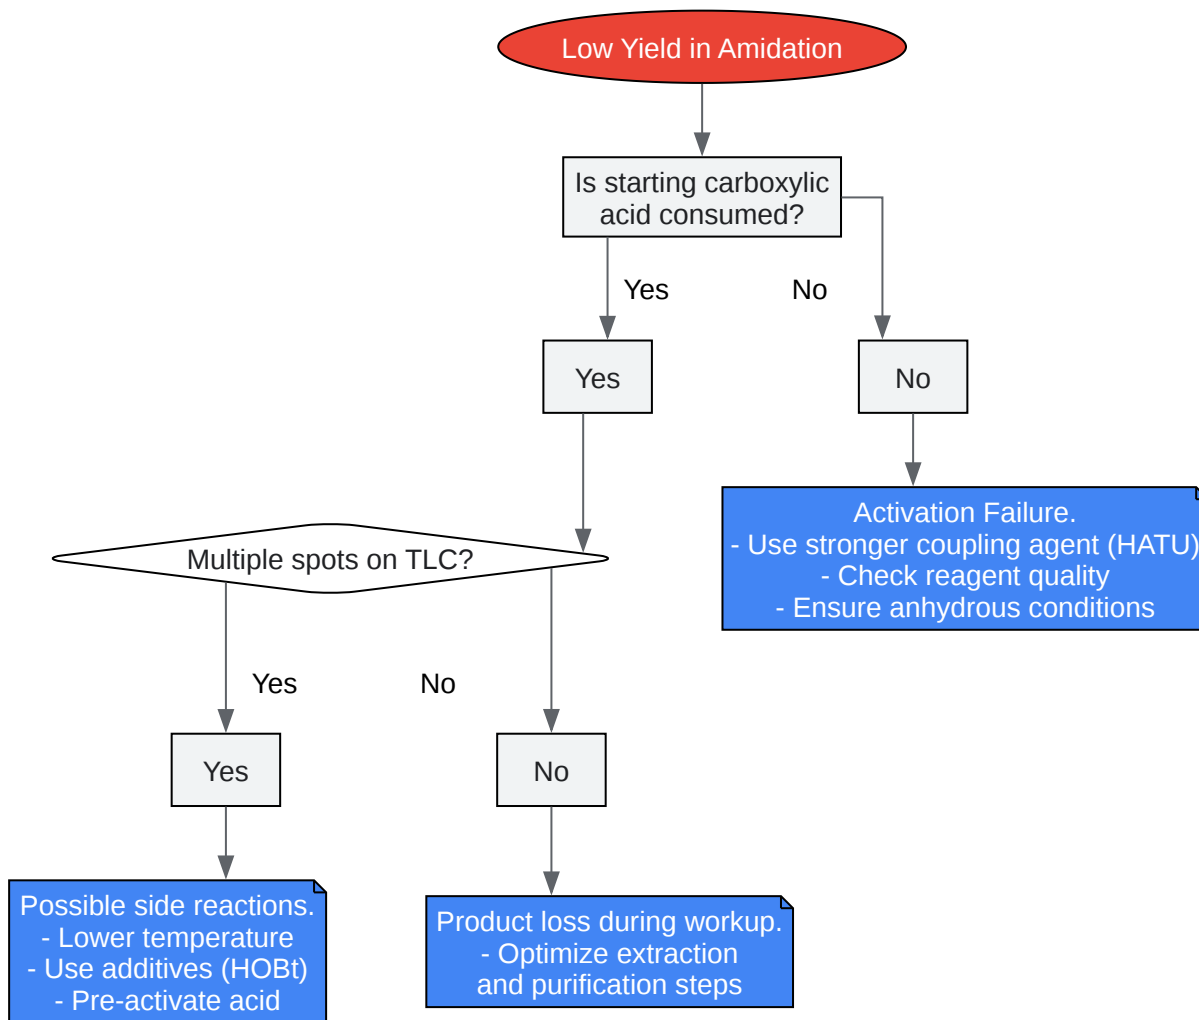 Low Yield in Amidation
Is starting carboxylic
acid consumed?
Yes
No
Yes
No
Activation Failure.
- Use stronger coupling agent (HATU)
- Check reagent quality
- Ensure anhydrous conditions
Multiple spots on TLC?
Yes
No
Yes
No
Possible side reactions.
- Lower temperature
- Use additives (HOBt)
- Pre-activate acid
Product loss during workup.
- Optimize extraction
and purification steps